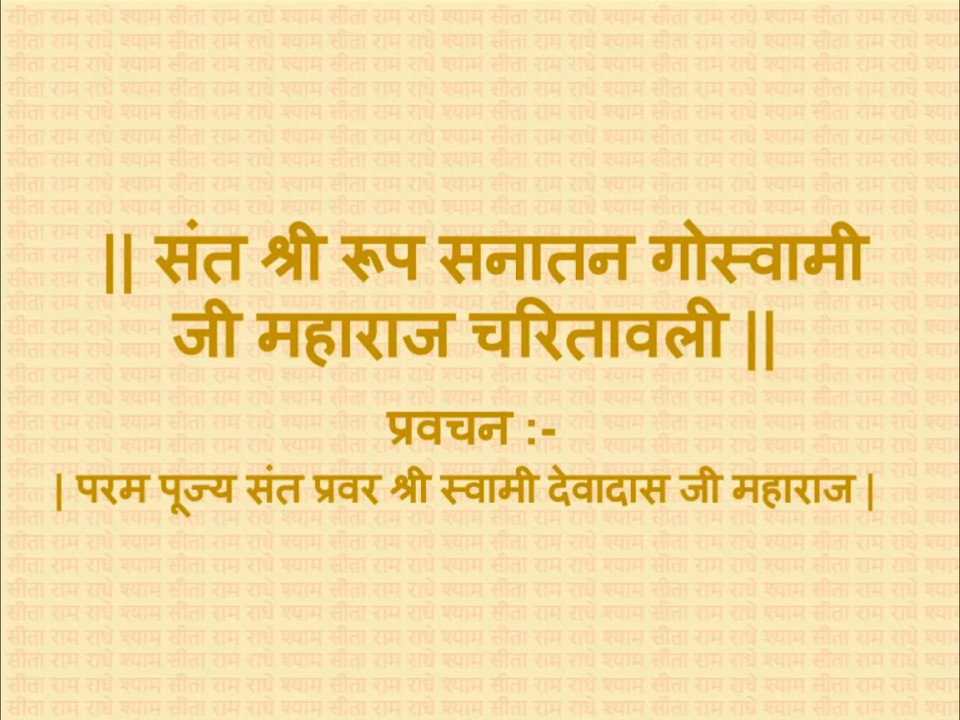 || संत श्री रूप सनातन गोस्वामी
जी महाराज चरितावली ||
प्रवचन :-
| परम पूज्य संत प्रवर श्री स्वामी देवादास जी महाराज |
सीता राम राधे श्याम सीता राम राधे श्याम सीता राम राधे श्याम सीता राम राधे श्याम सीता राम राधे श्याम सीता राम राधे श्याम